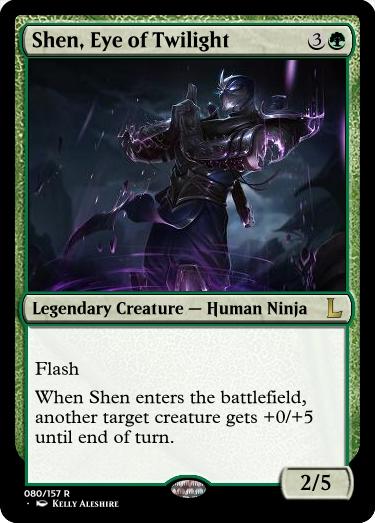 Shen, Eye of Twilight 3
Legendary Creature — Human Ninja L
Flash
When Shen enters the battlefield,
another target creature gets +0/+5
until end of turn.
2/5
080/157 R
· Kelly Aleshire